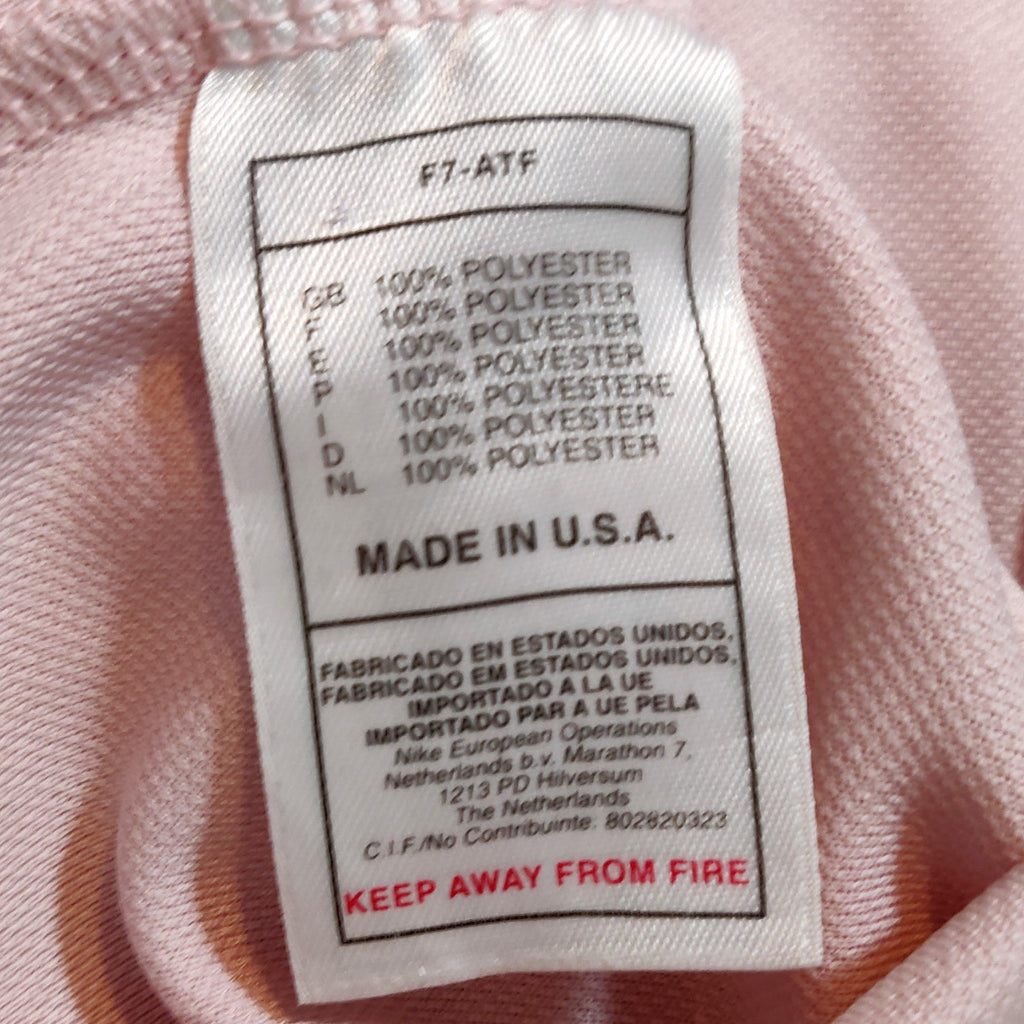 F7-ATF
GB 100% POLYESTER
F 100% POLYESTER
E 100% POLYESTER
P 100% POLYESTER
I 100% POLYESTERE
D 100% POLYESTER
NL 100% POLYESTER
MADE IN U.S.A.
FABRICADO EN ESTADOS UNIDOS,
FABRICADO EM ESTADOS UNIDOS,
IMPORTADO A LA UE
IMPORTADO PAR A UE PELA
Nike European Operations
Netherlands b.v. Marathon 7,
1213 PD Hilversum
The Netherlands
C.I.F./No Contribuinte: 802820323
KEEP AWAY FROM FIRE